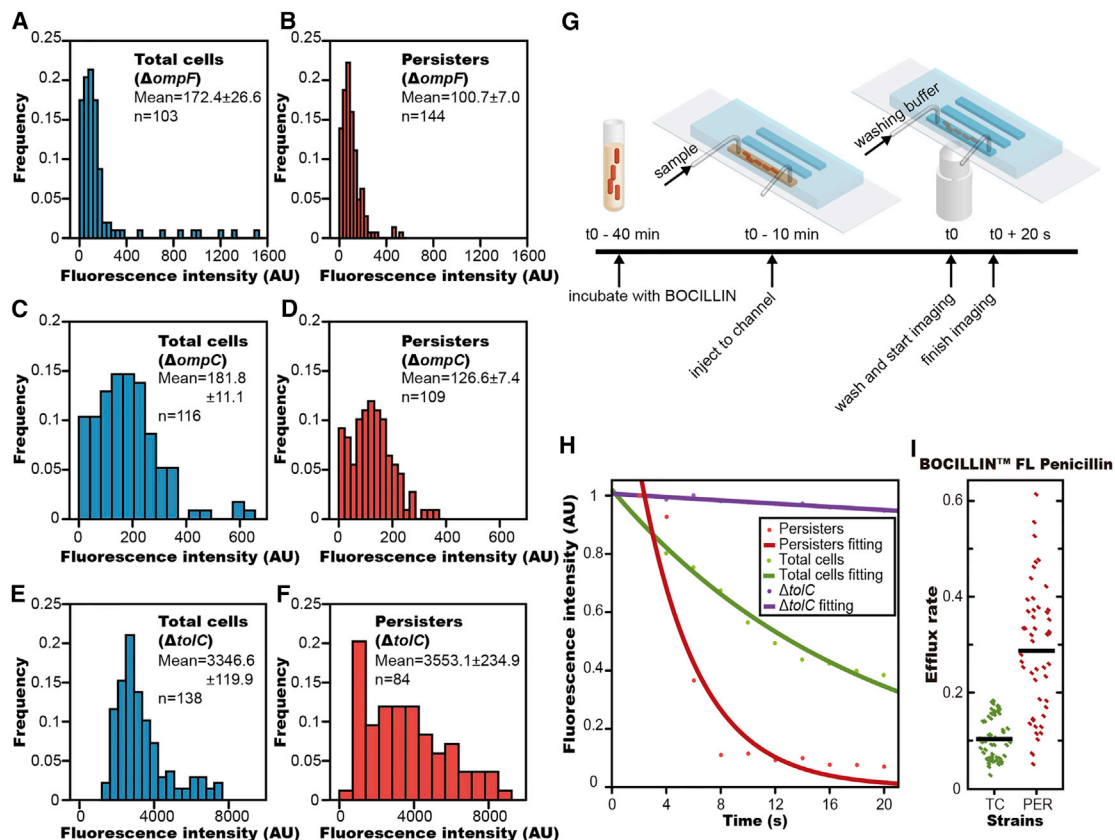 A
Total cells
(ΔompF)
Mean=172.4±26.6
n=103
Frequency
0.25
0.2
0.15
0.1
0.05
0
0 400 800 1200 1600
Fluorescence intensity (AU)
B
Persisters
(ΔompF)
Mean=100.7±7.0
n=144
Frequency
0.25
0.2
0.15
0.1
0.05
0
0 400 800 1200 1600
Fluorescence intensity (AU)
C
Total cells
(ΔompC)
Mean=181.8
±11.1
n=116
Frequency
0.2
0.15
0.1
0.05
0
0 200 400 600
Fluorescence intensity (AU)
D
Persisters
(ΔompC)
Mean=126.6±7.4
n=109
Frequency
0.2
0.15
0.1
0.05
0
0 200 400 600
Fluorescence intensity (AU)
E
Total cells
(ΔtolC)
Mean=3346.6
±119.9
n=138
Frequency
0.25
0.2
0.15
0.1
0.05
0
0 4000 8000
Fluorescence intensity (AU)
F
Persisters
(ΔtolC)
Mean=3553.1±234.9
n=84
Frequency
0.25
0.2
0.15
0.1
0.05
0
0 4000 8000
Fluorescence intensity (AU)
G
sample
washing buffer
t0 - 40 min
t0 - 10 min
t0
t0 + 20 s
incubate with BOCILLIN
inject to channel
wash and start imaging
finish imaging
H
Fluorescence intensity (AU)
1
0.8
0.6
0.4
0.2
0
Persisters
Persisters fitting
Total cells
Total cells fitting
ΔtolC
ΔtolC fitting
0 4 8 12 16 20
Time (s)
I
BOCILLIN™ FL Penicillin
Efflux rate
0.6
0.4
0.2
0
TC PER
Strains